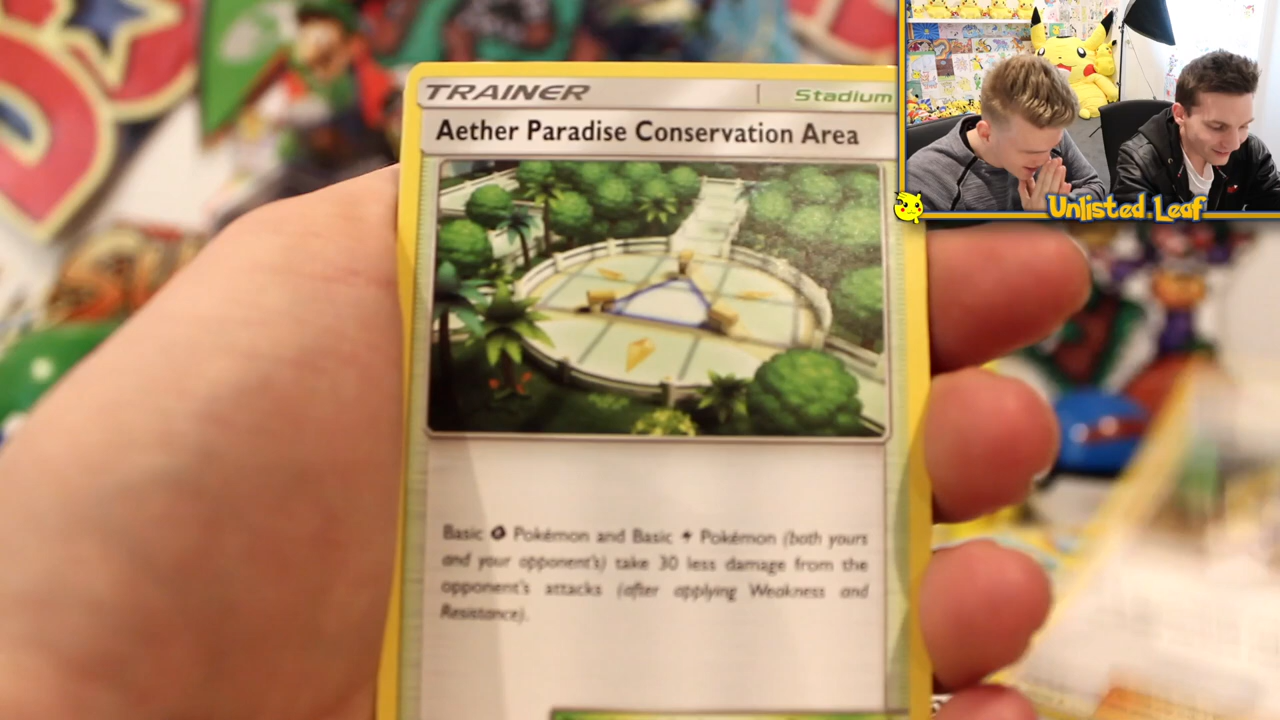 TRAINER Stadium
Aether Paradise Conservation Area
Basic Pokémon and Basic Pokémon (both yours
and your opponent's) take 30 less damage from the
opponent's attacks (after applying Weakness and
Resistance).
Unlisted.Leaf